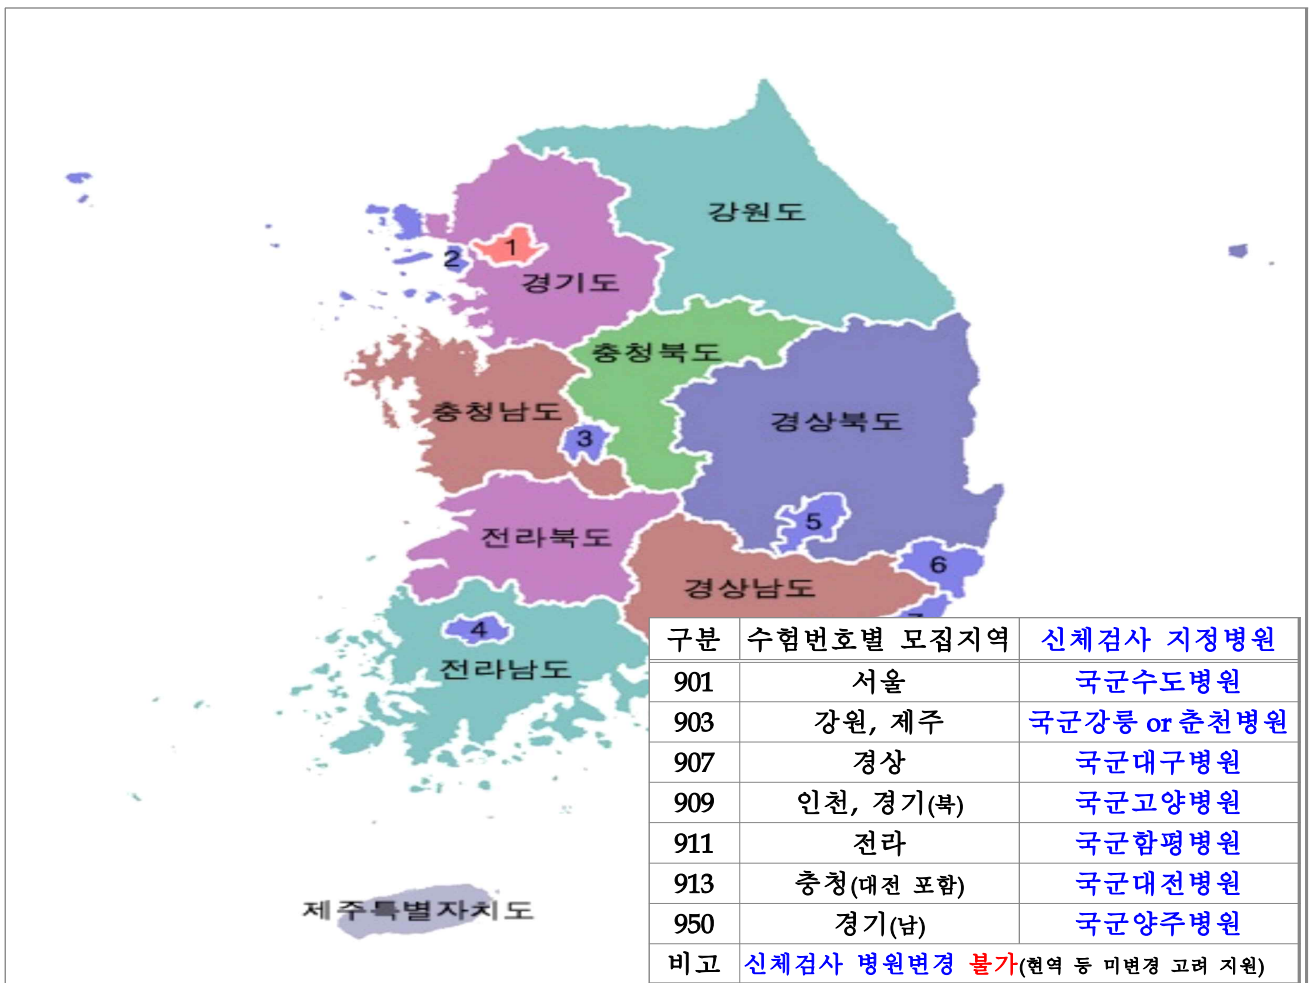 강원도
1
2
경기도
충청북도
충청남도
경상북도
3
5
전라북도
6
경상남도
4
전라남도
제주특별자치도
구분 수험번호별 모집지역 신체검사 지정병원
901 서울 국군수도병원
903 강원, 제주 국군강릉 or 춘천병원
907 경상 국군대구병원
909 인천, 경기(북) 국군고양병원
911 전라 국군함평병원
913 충청(대전 포함) 국군대전병원
950 경기(남) 국군양주병원
비고 신체검사 병원변경 불가(현역 등 미변경 고려 지원)